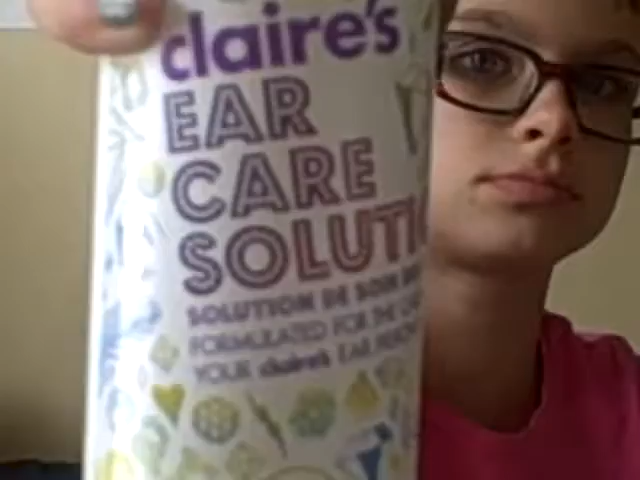 claire's
EAR
CARE
SOLUTI
SOLUTION DE SOIN
FORMULATED FOR THE
YOUR claire's EAR